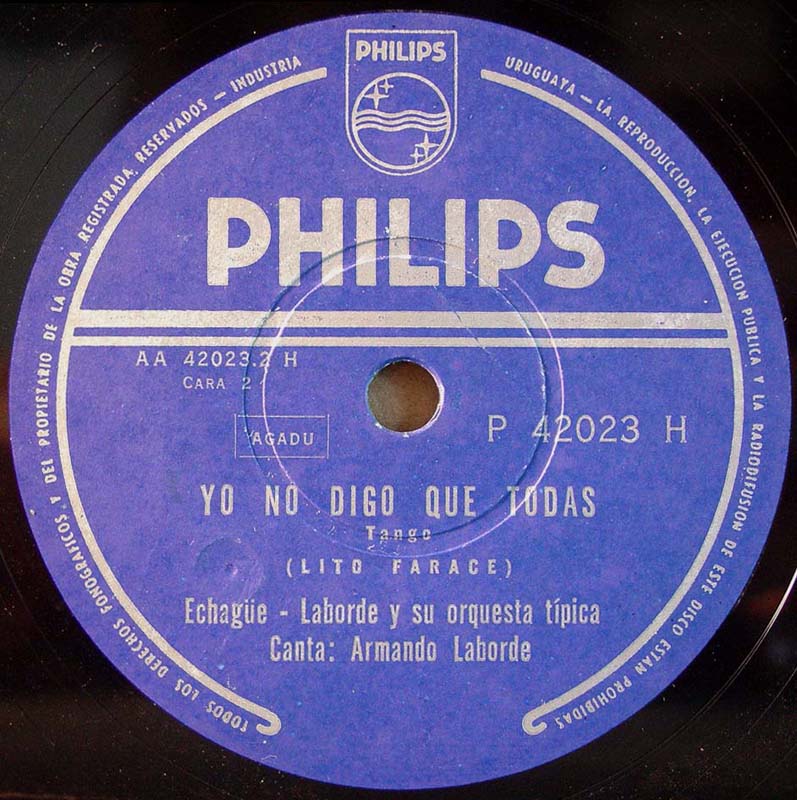 PHILIPS
TODOS LOS DERECHOS FONOGRAFICOS Y DEL PROPIETARIO DE LA OBRA REGISTRADA, RESERVADOS — INDUSTRIA
URUGUAYA — LA REPRODUCCION, LA EJECUCION PUBLICA Y LA RADIODIFUSION DE ESTE DISCO ESTAN PROHIBIDAS
PHILIPS
AA 42023.2 H
CARA 2
AGADU
P 42023 H
YO NO DIGO QUE TODAS
Tango
(LITO FARACE)
Echagüe - Laborde y su orquesta típica
Canta: Armando Laborde